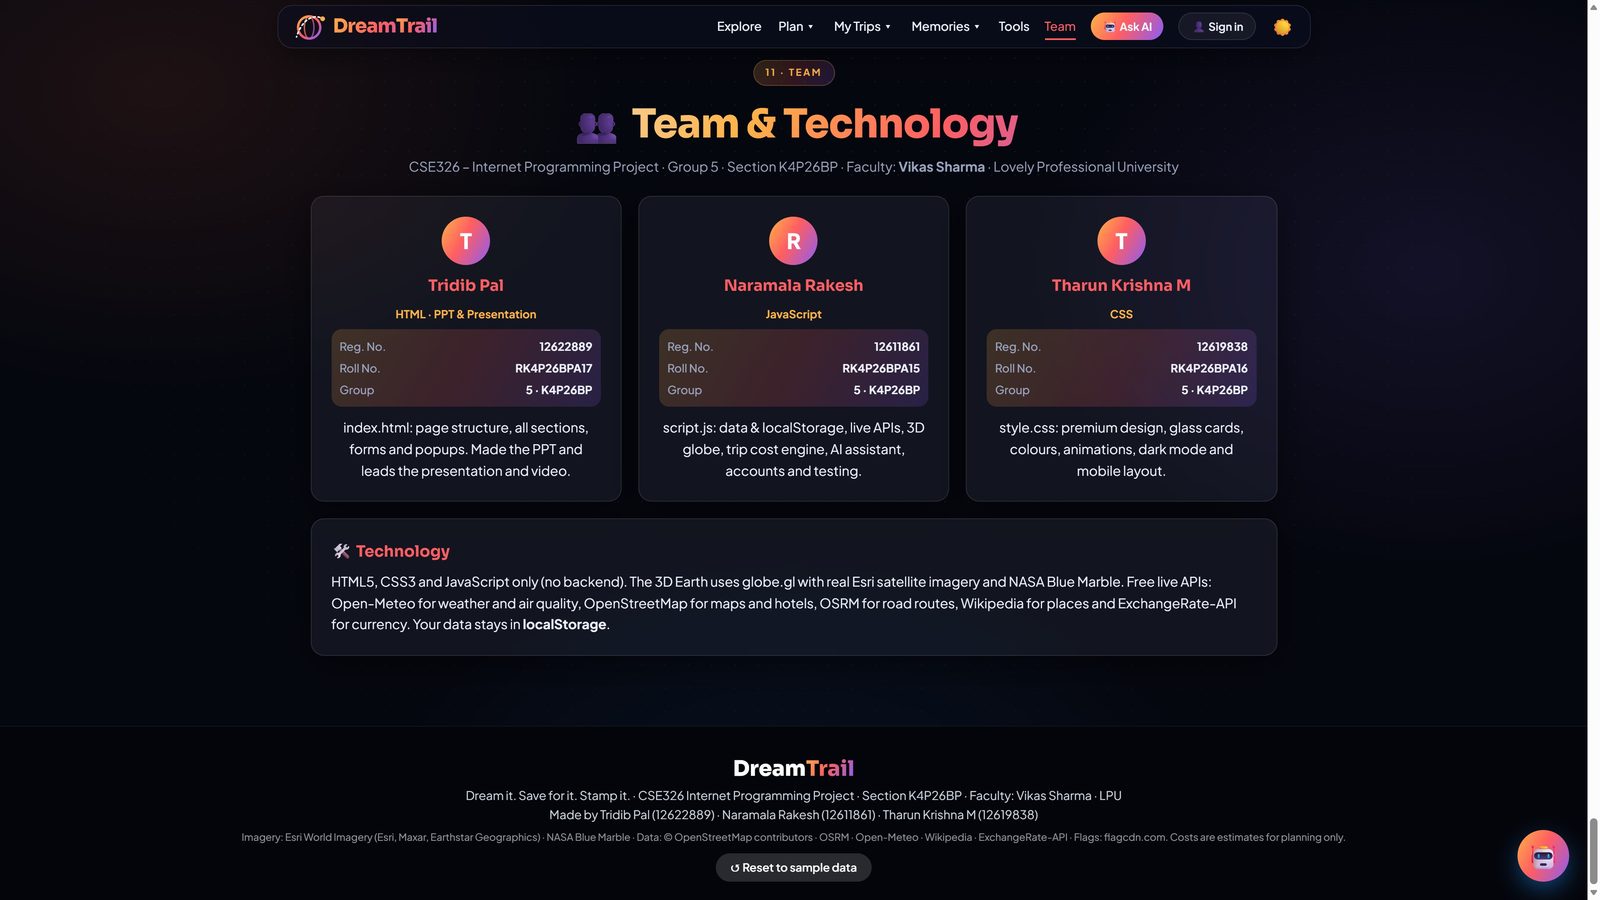 DreamTrail
Explore
Plan ▾
My Trips ▾
Memories ▾
Tools
Team
Ask AI
Sign in
11 · TEAM
Team & Technology
CSE326 – Internet Programming Project · Group 5 · Section K4P26BP · Faculty: Vikas Sharma · Lovely Professional University
T
Tridib Pal
HTML · PPT & Presentation
Reg. No. 12622889
Roll No. RK4P26BPA17
Group 5 · K4P26BP
index.html: page structure, all sections,
forms and popups. Made the PPT and
leads the presentation and video.
R
Naramala Rakesh
JavaScript
Reg. No. 12611861
Roll No. RK4P26BPA15
Group 5 · K4P26BP
script.js: data & localStorage, live APIs, 3D
globe, trip cost engine, AI assistant,
accounts and testing.
T
Tharun Krishna M
CSS
Reg. No. 12619838
Roll No. RK4P26BPA16
Group 5 · K4P26BP
style.css: premium design, glass cards,
colours, animations, dark mode and
mobile layout.
Technology
HTML5, CSS3 and JavaScript only (no backend). The 3D Earth uses globe.gl with real Esri satellite imagery and NASA Blue Marble. Free live APIs:
Open-Meteo for weather and air quality, OpenStreetMap for maps and hotels, OSRM for road routes, Wikipedia for places and ExchangeRate-API
for currency. Your data stays in localStorage.
DreamTrail
Dream it. Save for it. Stamp it. · CSE326 Internet Programming Project · Section K4P26BP · Faculty: Vikas Sharma · LPU
Made by Tridib Pal (12622889) · Naramala Rakesh (12611861) · Tharun Krishna M (12619838)
Imagery: Esri World Imagery (Esri, Maxar, Earthstar Geographics) · NASA Blue Marble · Data: © OpenStreetMap contributors · OSRM · Open-Meteo · Wikipedia · ExchangeRate-API · Flags: flagcdn.com. Costs are estimates for planning only.
↺ Reset to sample data